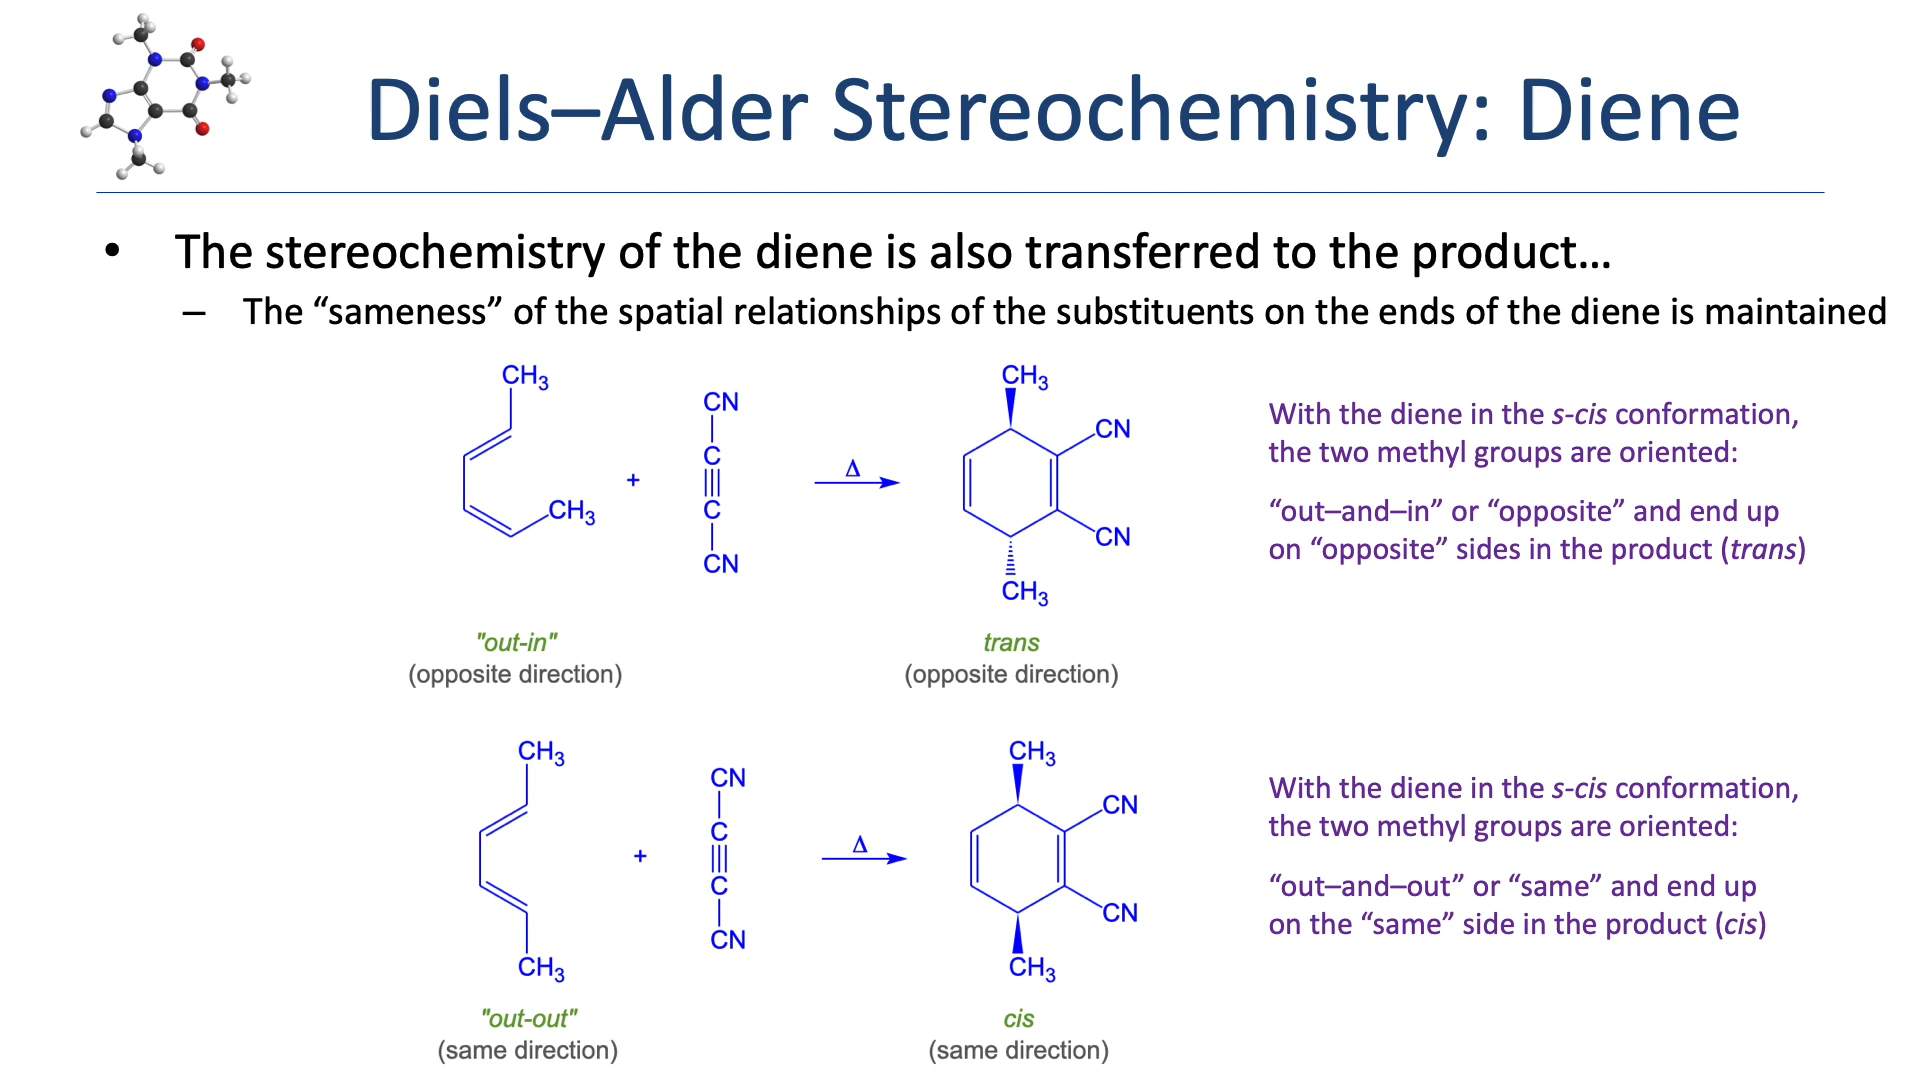 Diels–Alder Stereochemistry: Diene
• The stereochemistry of the diene is also transferred to the product…
– The “sameness” of the spatial relationships of the substituents on the ends of the diene is maintained
CH₃
CH₃
+
CN
C
C
CN
Δ
CH₃
CN
CN
CH₃
With the diene in the s-cis conformation,
the two methyl groups are oriented:
“out–and–in” or “opposite” and end up
on “opposite” sides in the product (trans)
"out-in"
(opposite direction)
trans
(opposite direction)
CH₃
CH₃
+
CN
C
C
CN
Δ
CH₃
CN
CN
CH₃
With the diene in the s-cis conformation,
the two methyl groups are oriented:
“out–and–out” or “same” and end up
on the “same” side in the product (cis)
"out-out"
(same direction)
cis
(same direction)